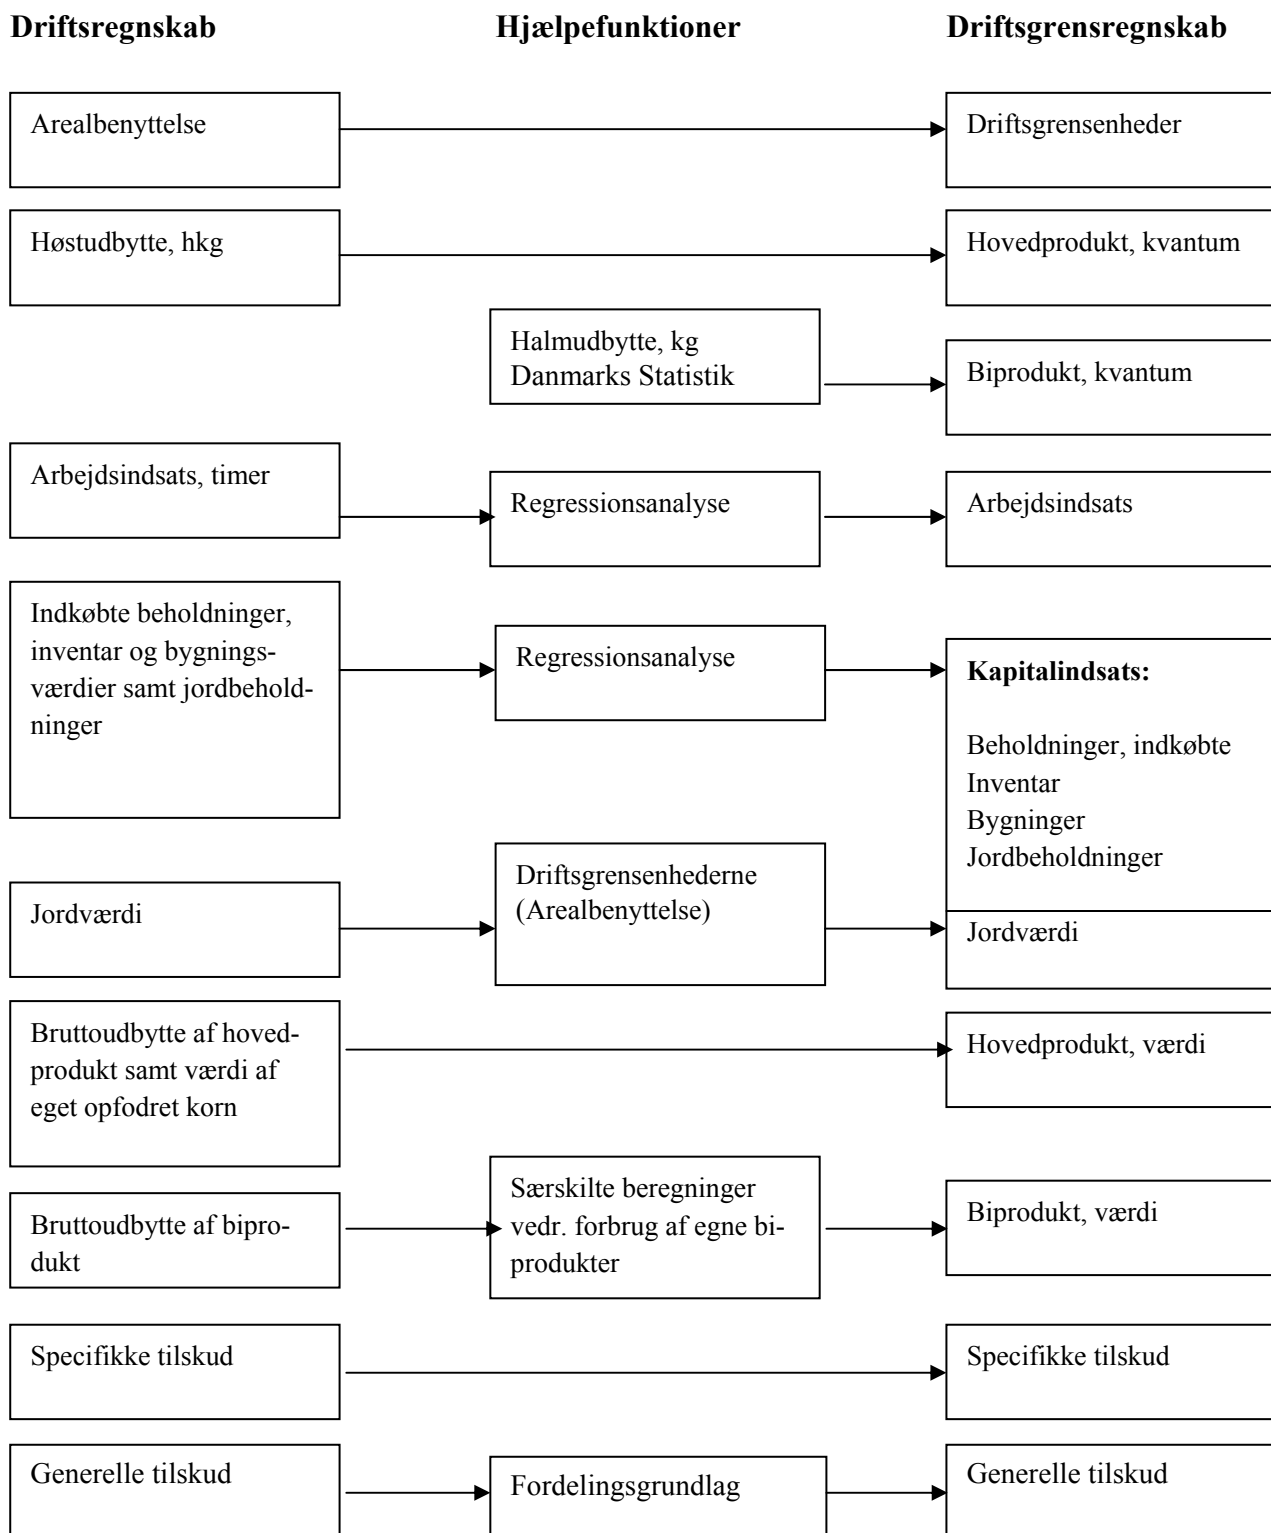 Driftsregnskab
Hjælpefunktioner
Driftsgrensregnskab
Arealbenyttelse
Driftsgrensenheder
Høstudbytte, hkg
Hovedprodukt, kvantum
Halmudbytte, kg
Danmarks Statistik
Biprodukt, kvantum
Arbejdsindsats, timer
Regressionsanalyse
Arbejdsindsats
Indkøbte beholdninger,
inventar og bygnings-
værdier samt jordbehold-
ninger
Regressionsanalyse
Kapitalindsats:
Beholdninger, indkøbte
Inventar
Bygninger
Jordbeholdninger
Jordværdi
Driftsgrensenhederne
(Arealbenyttelse)
Jordværdi
Bruttoudbytte af hoved-
produkt samt værdi af
eget opfodret korn
Hovedprodukt, værdi
Bruttoudbytte af bipro-
dukt
Særskilte beregninger
vedr. forbrug af egne bi-
produkter
Biprodukt, værdi
Specifikke tilskud
Specifikke tilskud
Generelle tilskud
Fordelingsgrundlag
Generelle tilskud